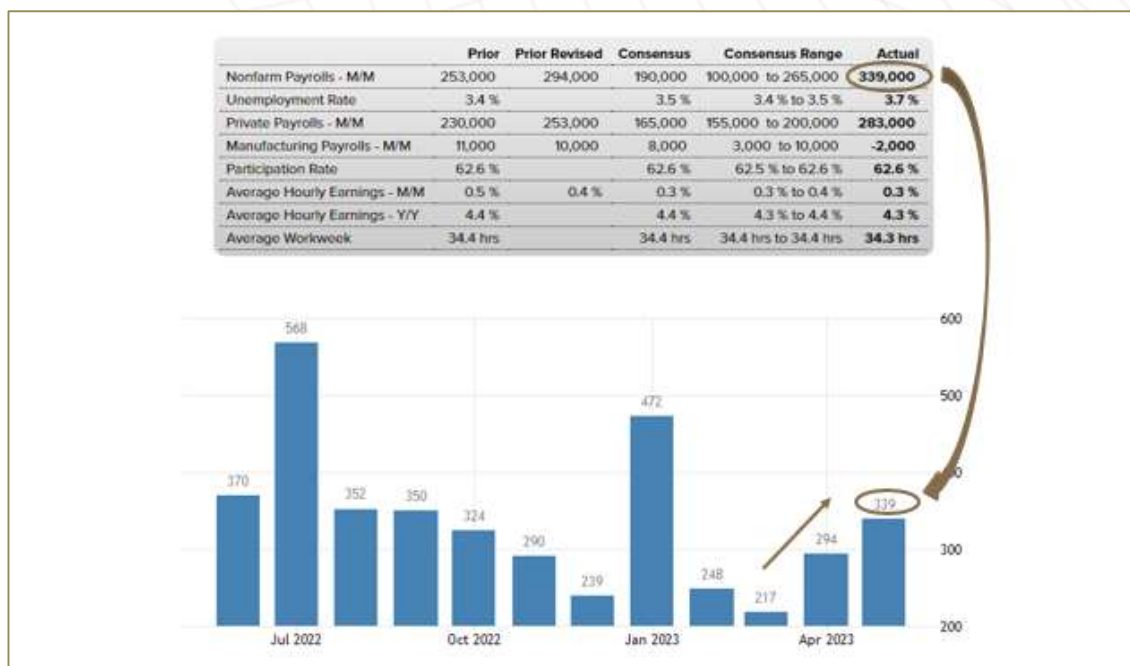 Prior Prior Revised Consensus Consensus Range Actual
Nonfarm Payrolls - M/M 253,000 294,000 190,000 100,000 to 265,000 339,000
Unemployment Rate 3.4 % 3.5 % 3.4 % to 3.5 % 3.7 %
Private Payrolls - M/M 230,000 253,000 165,000 155,000 to 200,000 283,000
Manufacturing Payrolls - M/M 11,000 10,000 8,000 3,000 to 10,000 -2,000
Participation Rate 62.6 % 62.6 % 62.5 % to 62.6 % 62.6 %
Average Hourly Earnings - M/M 0.5 % 0.4 % 0.3 % 0.3 % to 0.4 % 0.3 %
Average Hourly Earnings - Y/Y 4.4 % 4.4 % 4.3 % to 4.4 % 4.3 %
Average Workweek 34.4 hrs 34.4 hrs 34.4 hrs to 34.4 hrs 34.3 hrs
600
568
500
472
370
352
350
339
324
294
300
290
248
239
217
200
Jul 2022 Oct 2022 Jan 2023 Apr 2023